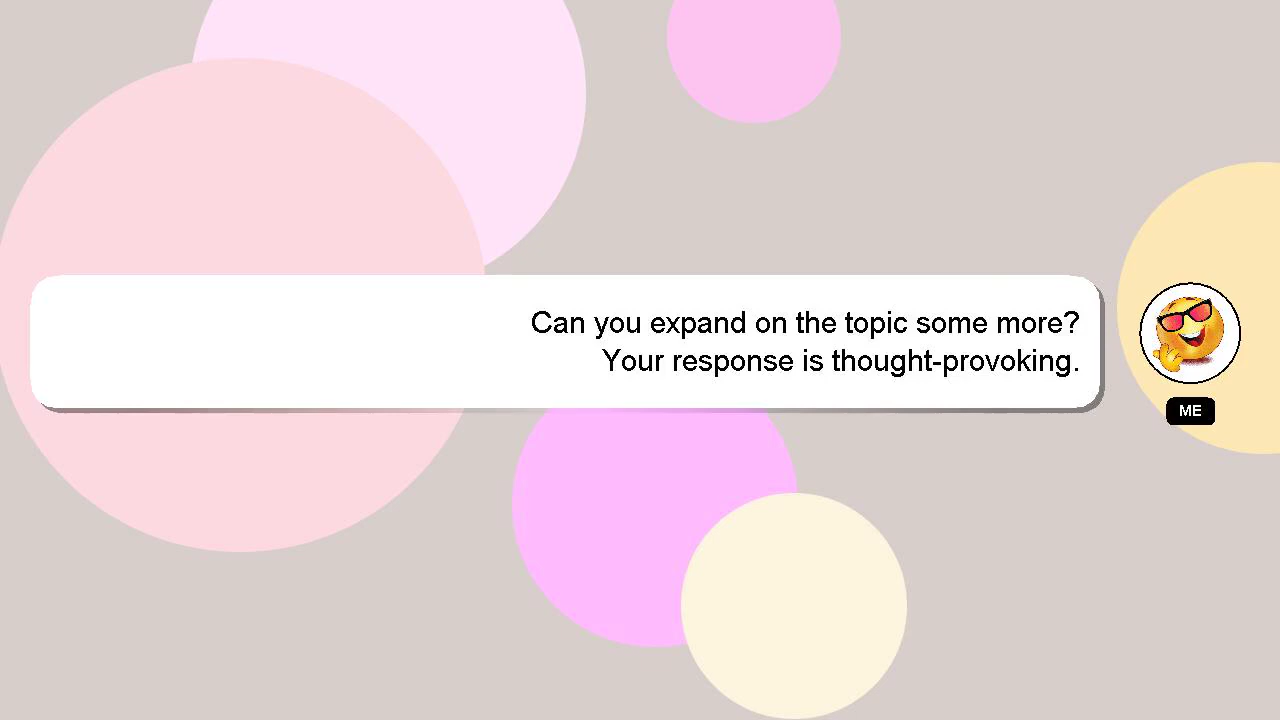 Can you expand on the topic some more?
Your response is thought-provoking.
ME